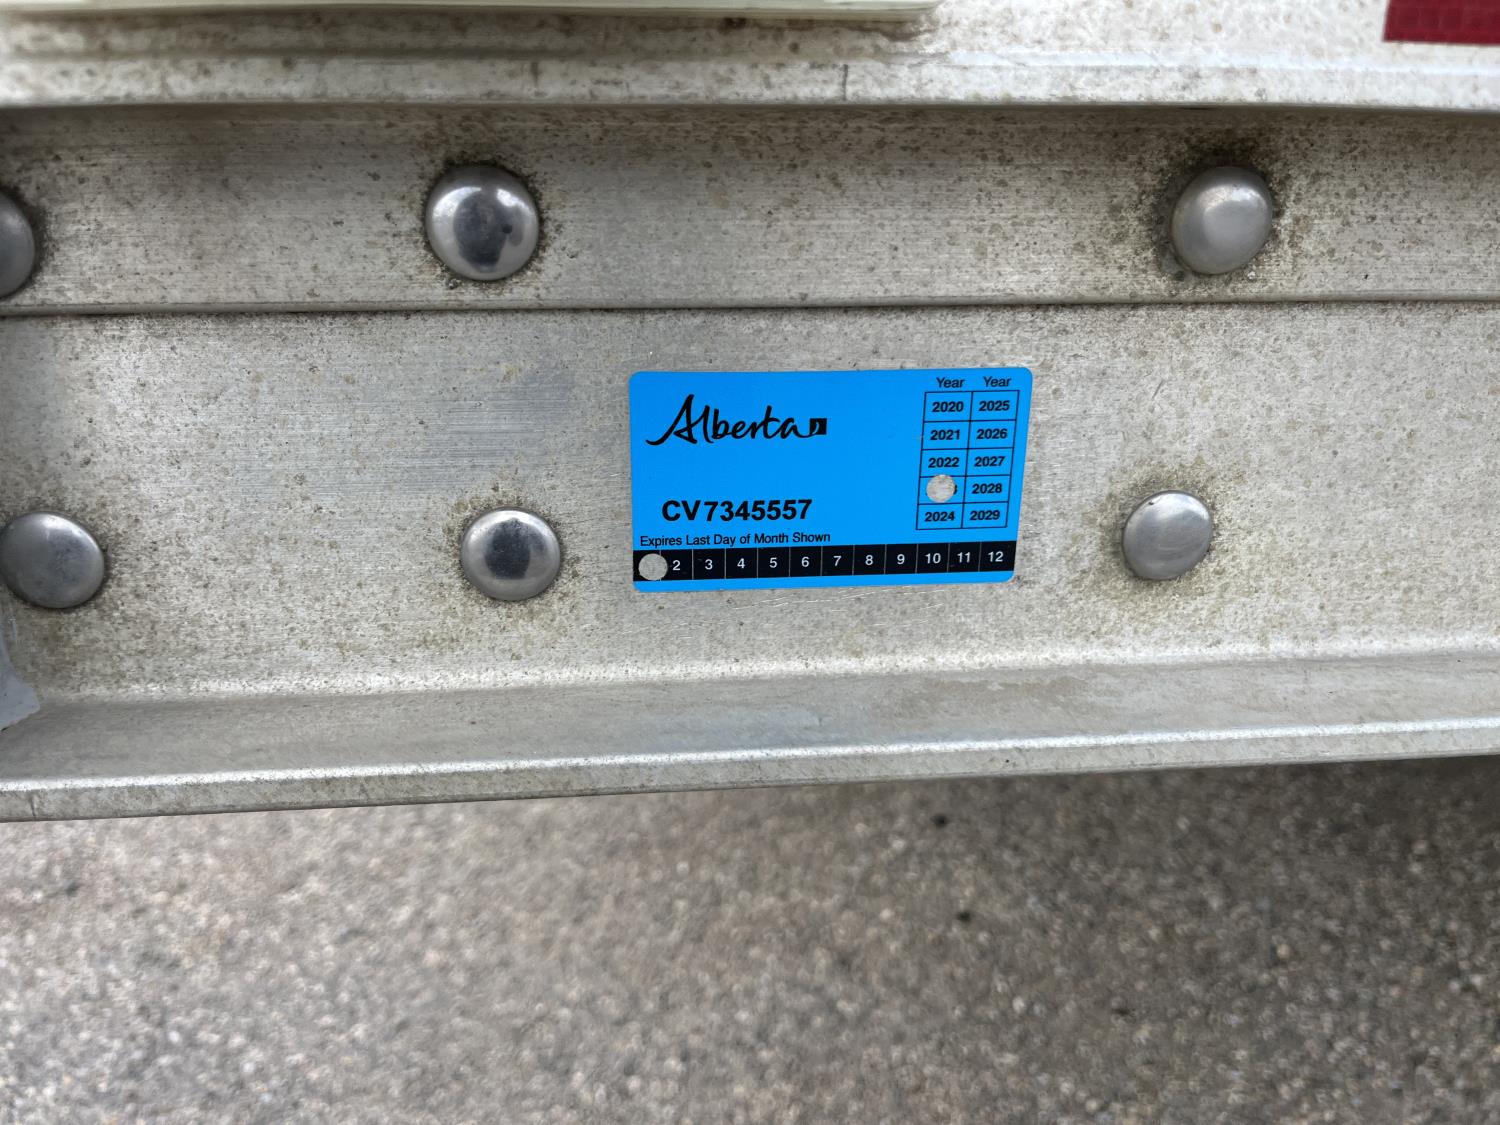 Alberta
Year Year
2020 2025
2021 2026
2022 2027
3 2028
2024 2029
CV7345557
Expires Last Day of Month Shown
2 3 4 5 6 7 8 9 10 11 12